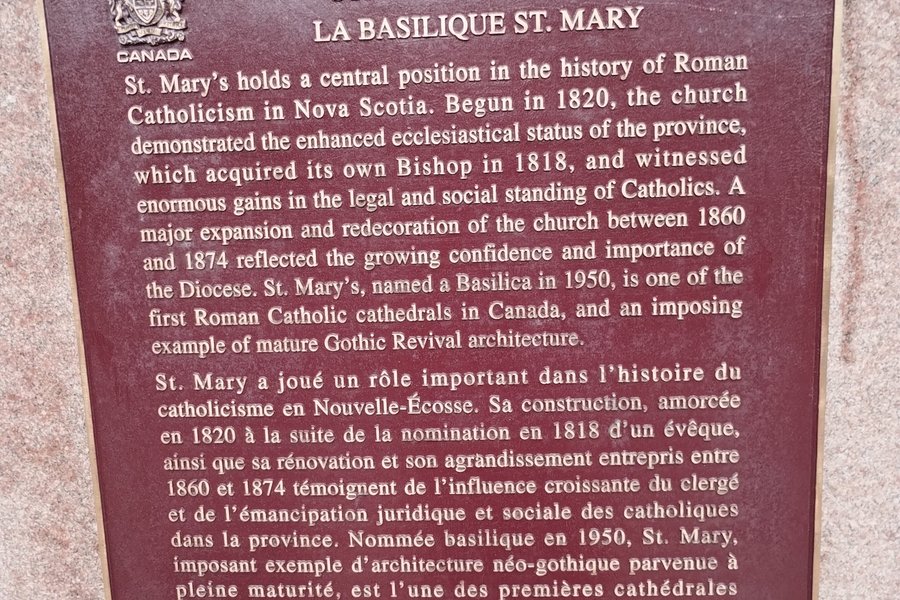 CANADA
LA BASILIQUE ST. MARY
St. Mary's holds a central position in the history of Roman
Catholicism in Nova Scotia. Begun in 1820, the church
demonstrated the enhanced ecclesiastical status of the province,
which acquired its own Bishop in 1818, and witnessed
enormous gains in the legal and social standing of Catholics. A
major expansion and redecoration of the church between 1860
and 1874 reflected the growing confidence and importance of
the Diocese. St. Mary's, named a Basilica in 1950, is one of the
first Roman Catholic cathedrals in Canada, and an imposing
example of mature Gothic Revival architecture.
St. Mary a joué un rôle important dans l'histoire du
catholicisme en Nouvelle-Écosse. Sa construction, amorcée
en 1820 à la suite de la nomination en 1818 d'un évêque,
ainsi que sa rénovation et son agrandissement entrepris entre
1860 et 1874 témoignent de l'influence croissante du clergé
et de l'émancipation juridique et sociale des catholiques
dans la province. Nommée basilique en 1950, St. Mary,
imposant exemple d'architecture néo-gothique parvenue à
pleine maturité, est l'une des premières cathédrales